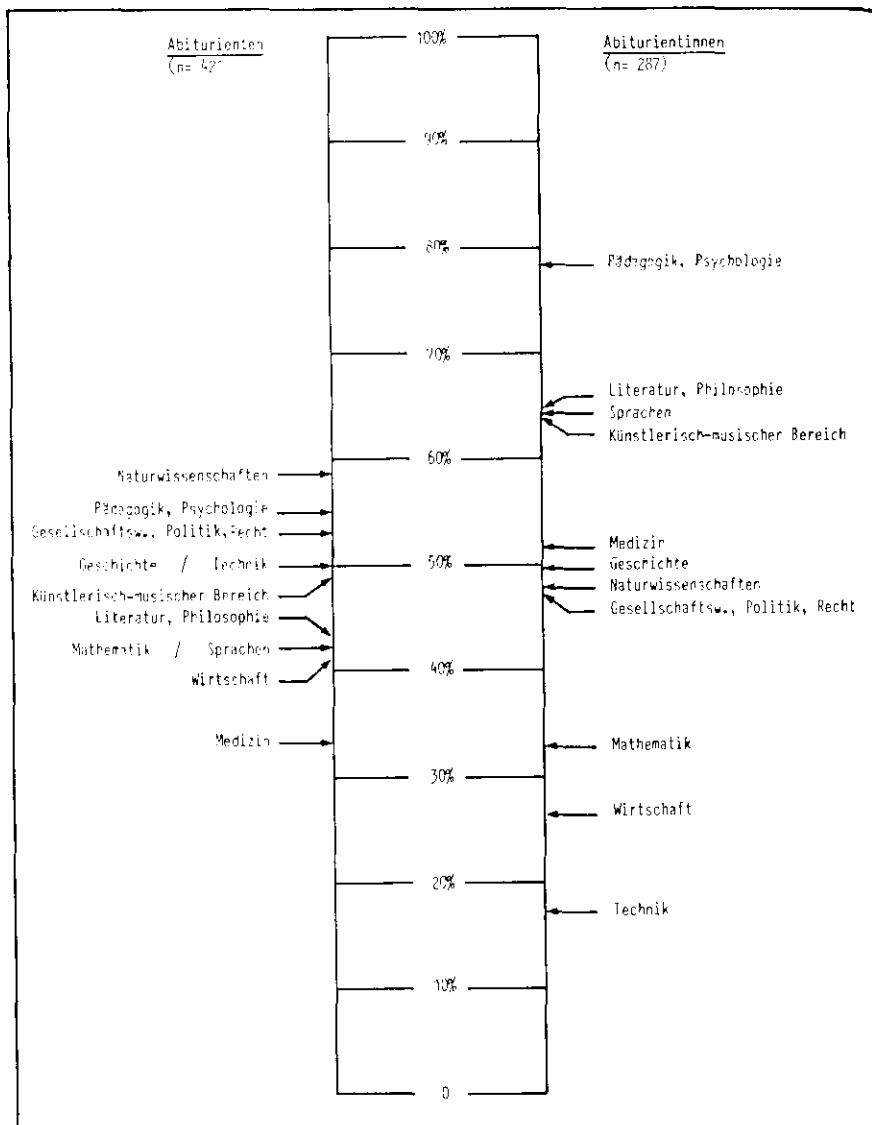 Abiturienten
(n= 42
Abiturientinnen
(n= 287)
100%
90%
80%
70%
60%
50%
40%
30%
20%
10%
0
Naturwissenschaften
Pädagogik, Psychologie
Gesellschaftsw., Politik,Recht
Geschichte / Technik
Künstlerisch-musischer Bereich
Literatur, Philosophie
Mathematik / Sprachen
Wirtschaft
Medizin
Pädagogik, Psychologie
Literatur, Philosophie
Sprachen
Künstlerisch-musischer Bereich
Medizin
Geschichte
Naturwissenschaften
Gesellschaftsw., Politik, Recht
Mathematik
Wirtschaft
Technik